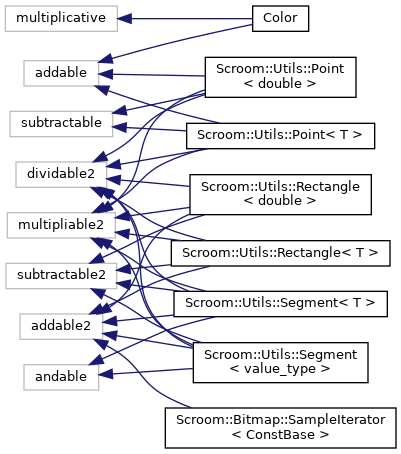 multiplicative
Color
addable
Scroom::Utils::Point
< double >
subtractable
Scroom::Utils::Point< T >
dividable2
Scroom::Utils::Rectangle
< double >
multipliable2
Scroom::Utils::Rectangle< T >
subtractable2
Scroom::Utils::Segment< T >
addable2
Scroom::Utils::Segment
< value_type >
andable
Scroom::Bitmap::SampleIterator
< ConstBase >